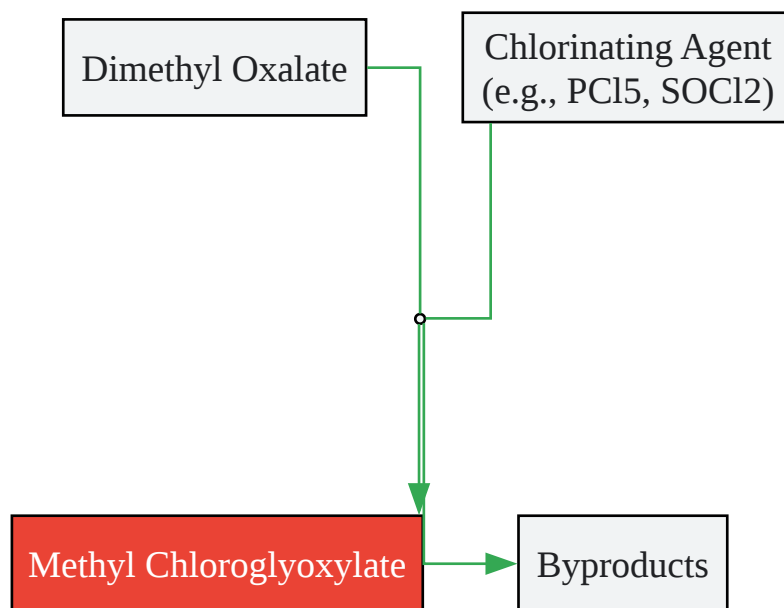 Dimethyl Oxalate
Chlorinating Agent
(e.g., PCl5, SOCl2)
Methyl Chloroglyoxylate
Byproducts